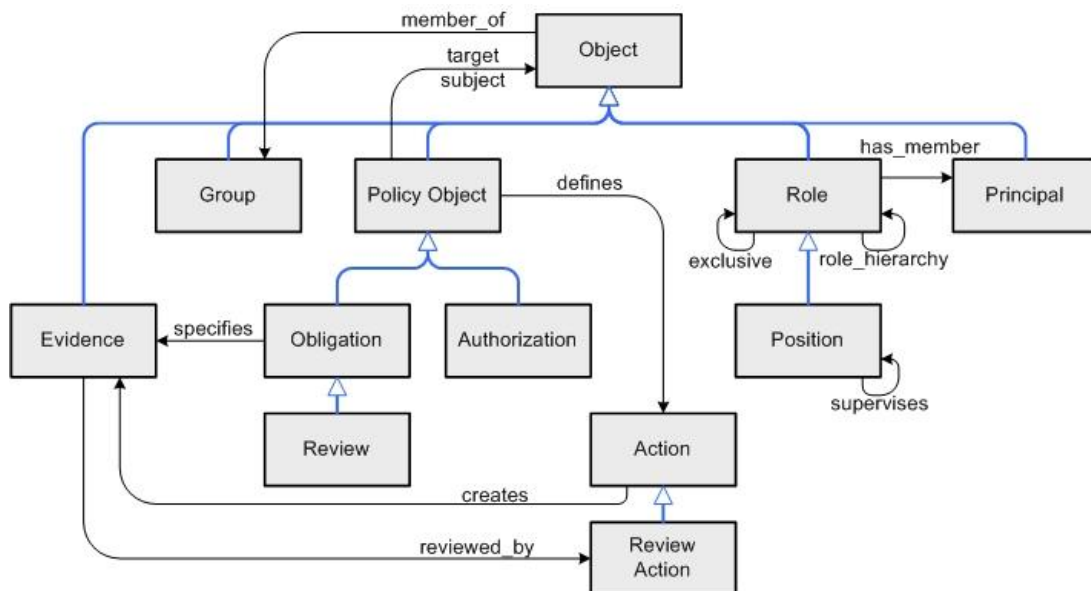 member_of
Object
target
subject
has_member
Group
Policy Object
defines
Role
Principal
exclusive
role_hierarchy
specifies
Evidence
Obligation
Authorization
Position
supervises
Review
Action
creates
reviewed_by
Review
Action